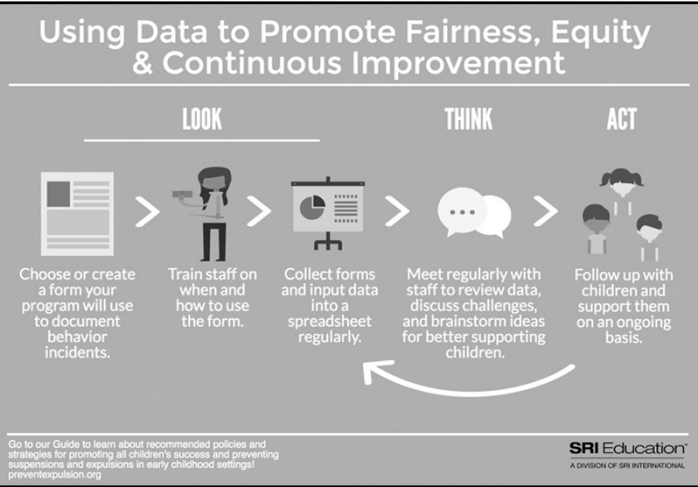 Using Data to Promote Fairness, Equity
& Continuous Improvement
LOOK
THINK
ACT
Choose or create
a form your
program will use
to document
behavior
incidents.
Train staff on
when and
how to use
the form.
Collect forms
and input data
into a
spreadsheet
regularly.
Meet regularly with
staff to review data,
discuss challenges,
and brainstorm ideas
for better supporting
children.
Follow up with
children and
support them
on an ongoing
basis.
Go to our Guide to learn about recommended policies and
strategies for promoting all children's success and preventing
suspensions and expulsions in early childhood settings!
preventexpulsion.org
SRI Education™
A DIVISION OF SRI INTERNATIONAL